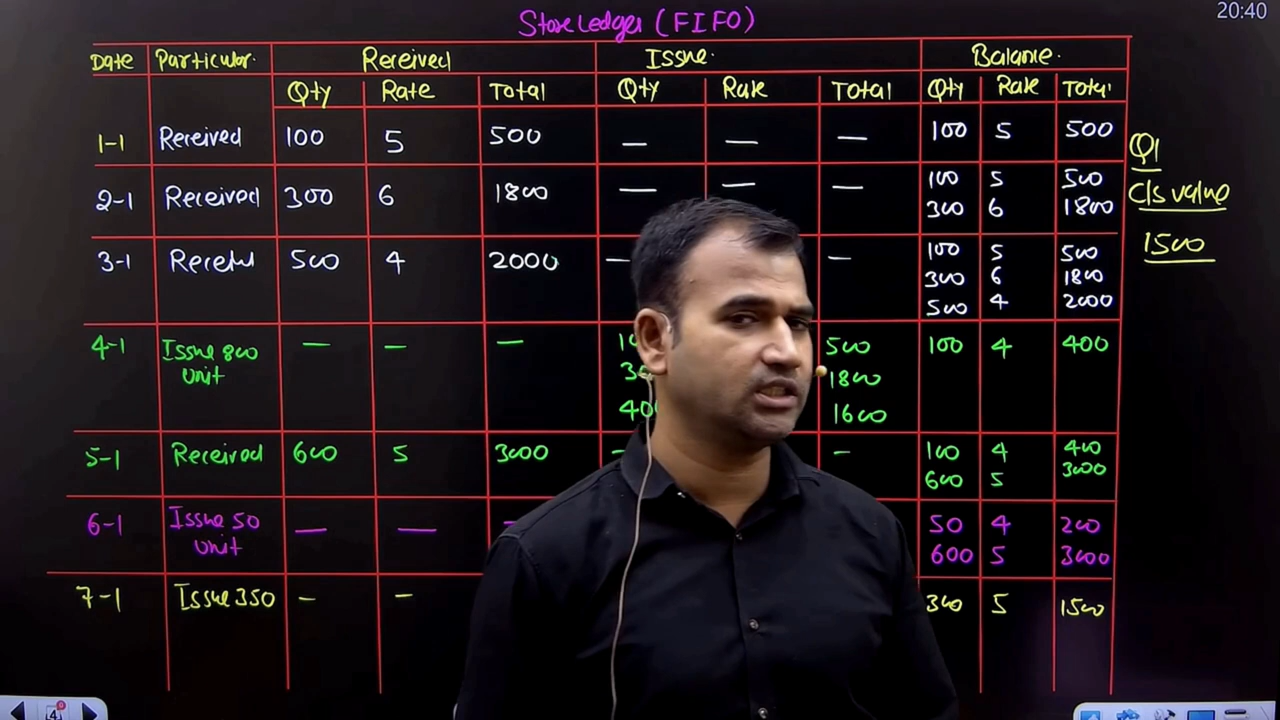 20:40
Store Ledger (FIFO)
Date Particular. Received Issue. Balance.
Qty Rate Total Qty Rate Total Qty Rate Total
1-1 Received 100 5 500 — — — 100 5 500
Q1
2-1 Received 300 6 1800 — — — 100 5 500
300 6 1800
C/s value
3-1 Received 500 4 2000 — — 100 5 500
300 6 1800
500 4 2000
1500
4-1 Issue 800 — — — 500 100 4 400
Unit 1800
400 1600
5-1 Received 600 5 3000 — — 100 4 400
600 5 3000
6-1 Issue 50 — — — 50 4 200
Unit 600 5 3000
7-1 Issue 350 — — 300 5 1500
4